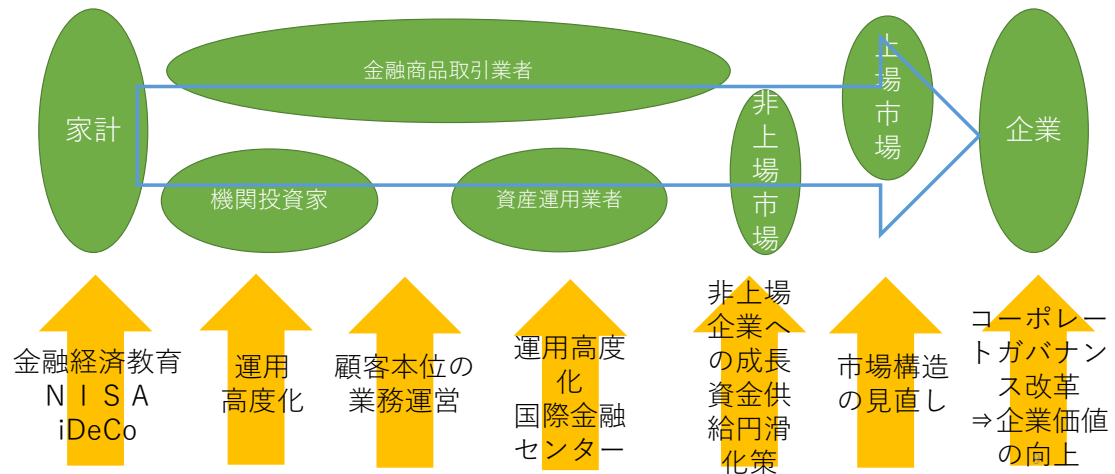 家計
金融商品取引業者
機関投資家
資産運用業者
非
上
場
市
場
上
場
市
場
企業
金融経済教育
ＮＩＳＡ
iDeCo
運用
高度化
顧客本位の
業務運営
運用高度
化
国際金融
センター
非上場
企業へ
の成長
資金供
給円滑
化策
市場構造
の見直し
コーポレー
トガバナン
ス改革
⇒企業価値
の向上